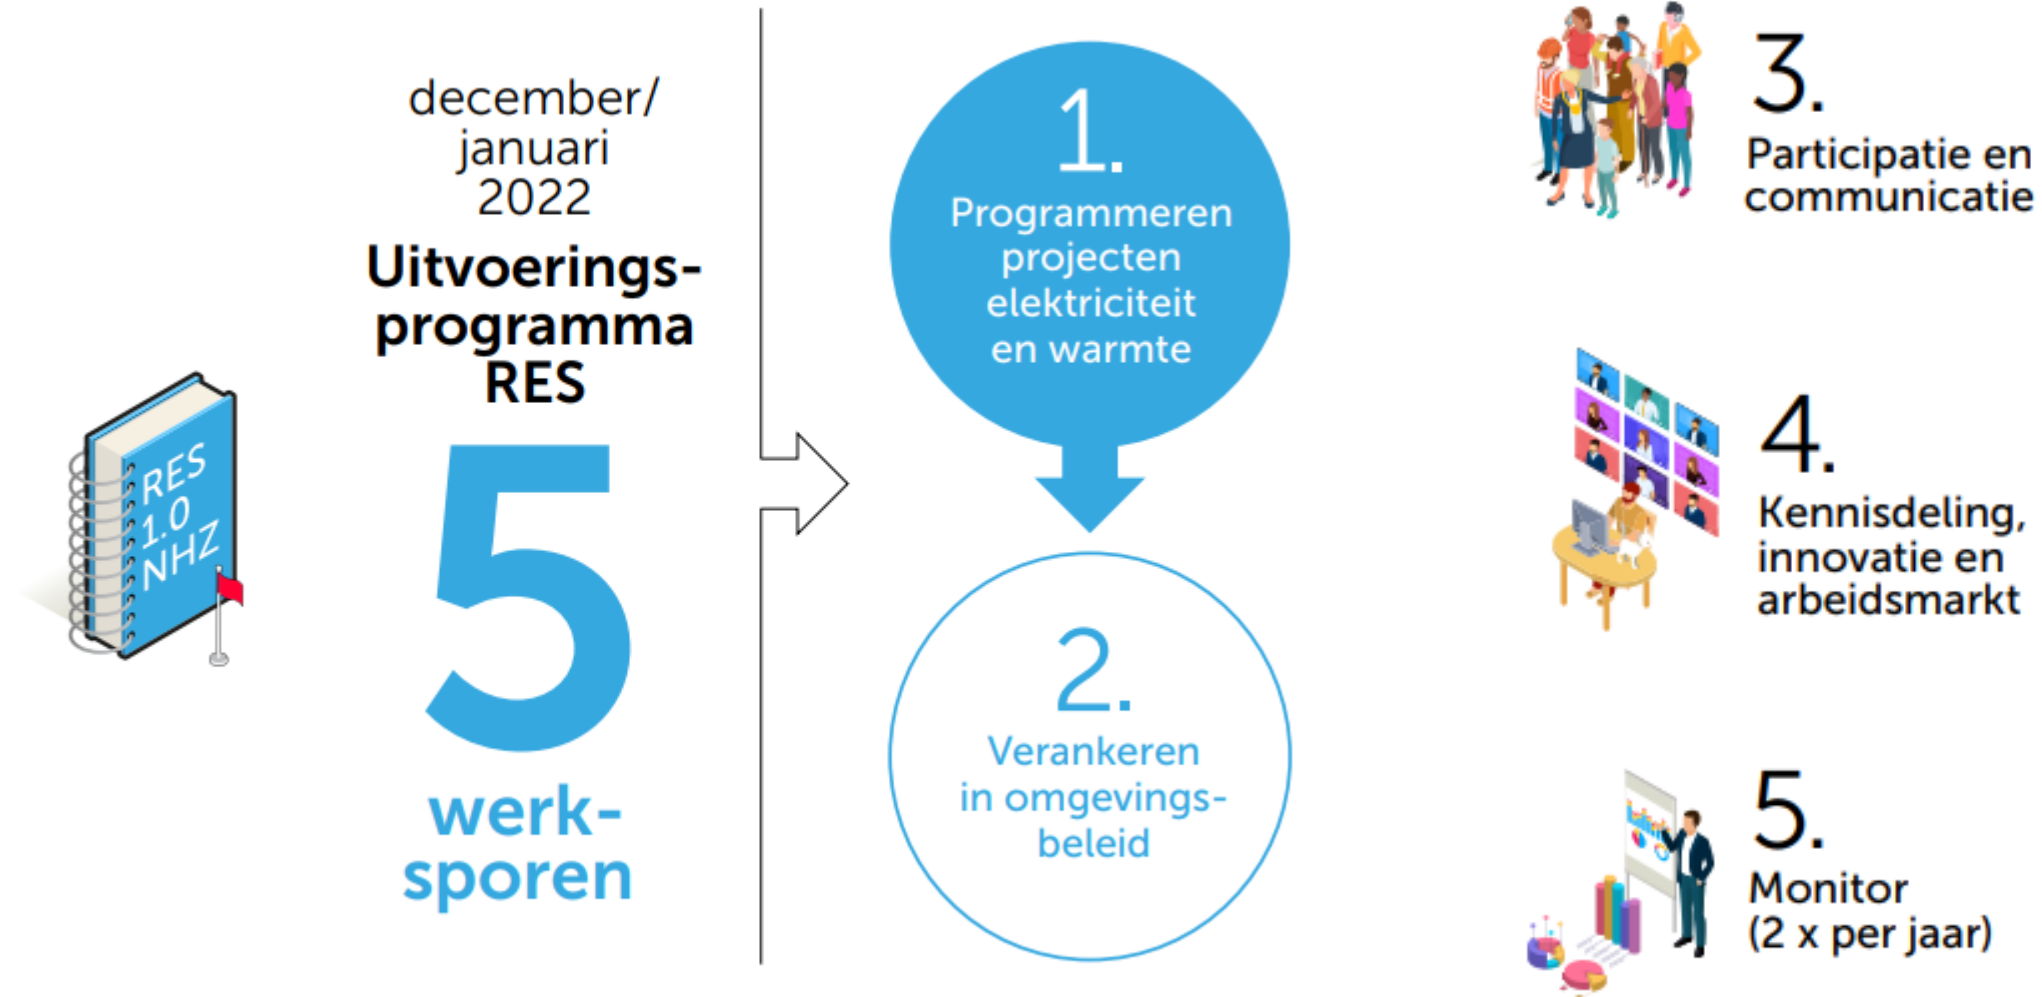 RES
1.0
NHZ
december/
januari
2022
Uitvoerings-
programma
RES
5
werk-
sporen
1.
Programmeren
projecten
elektriciteit
en warmte
2.
Verankeren
in omgevings-
beleid
3.
Participatie en
communicatie
4.
Kennisdeling,
innovatie en
arbeidsmarkt
5.
Monitor
(2 x per jaar)